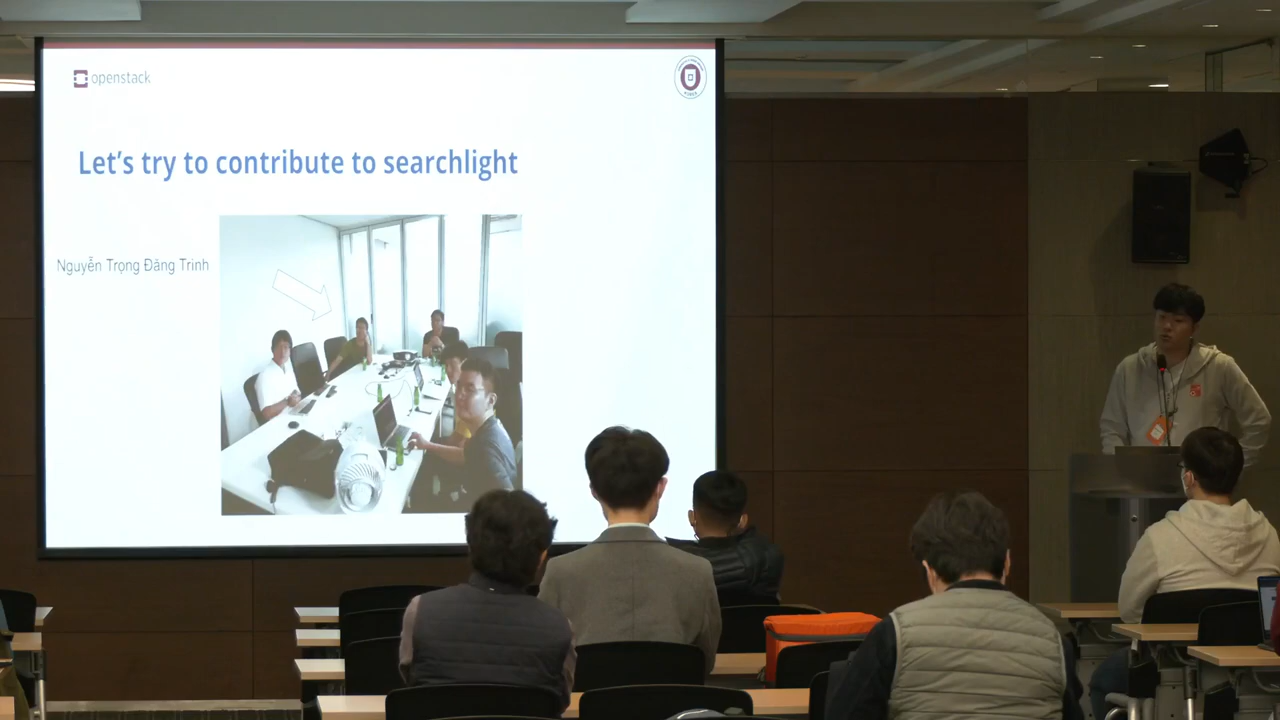 openstack
Let's try to contribute to searchlight
Nguyễn Trọng Đăng Trinh